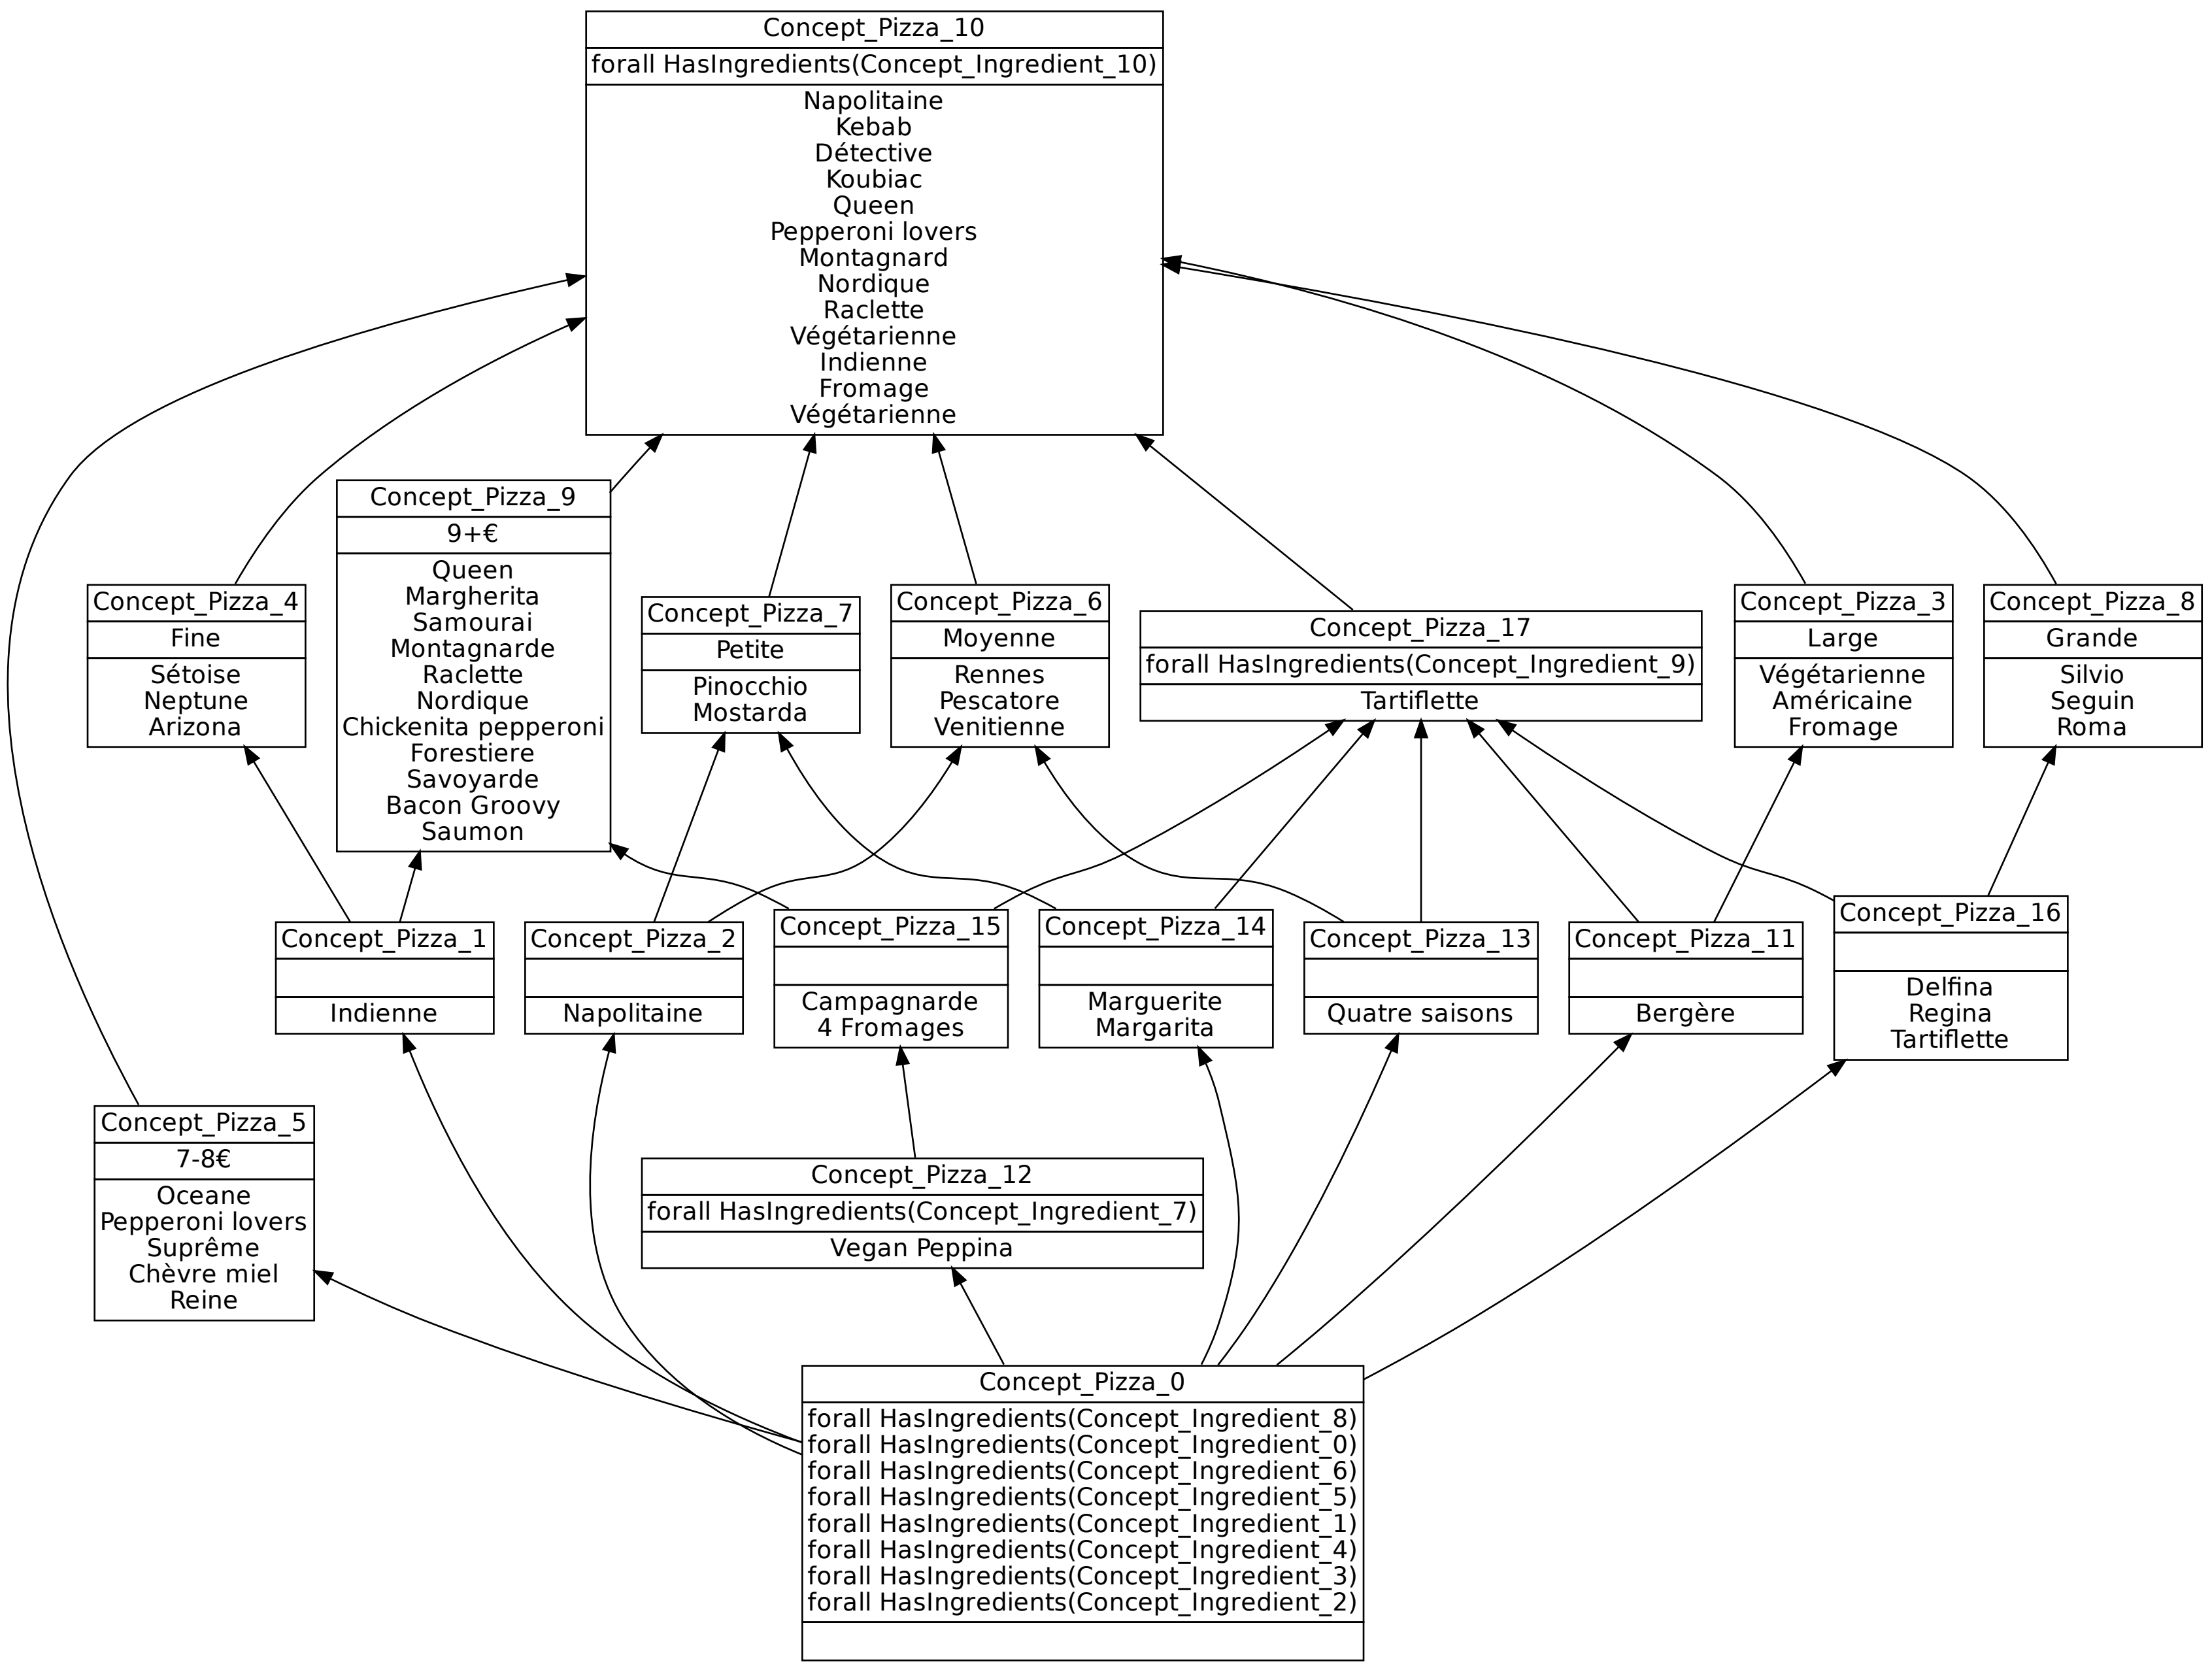 Concept_Pizza_10
forall HasIngredients(Concept_Ingredient_10)
Napolitaine
Kebab
Détective
Koubiac
Queen
Pepperoni lovers
Montagnard
Nordique
Raclette
Végétarienne
Indienne
Fromage
Végétarienne
Concept_Pizza_9
9+€
Queen
Margherita
Samourai
Montagnarde
Raclette
Nordique
Chickenita pepperoni
Forestiere
Savoyarde
Bacon Groovy
Saumon
Concept_Pizza_4
Fine
Sétoise
Neptune
Arizona
Concept_Pizza_7
Petite
Pinocchio
Mostarda
Concept_Pizza_6
Moyenne
Rennes
Pescatore
Venitienne
Concept_Pizza_17
forall HasIngredients(Concept_Ingredient_9)
Tartiflette
Concept_Pizza_3
Large
Végétarienne
Américaine
Fromage
Concept_Pizza_8
Grande
Silvio
Seguin
Roma
Concept_Pizza_1
Indienne
Concept_Pizza_2
Napolitaine
Concept_Pizza_15
Campagnarde
4 Fromages
Concept_Pizza_14
Marguerite
Margarita
Concept_Pizza_13
Quatre saisons
Concept_Pizza_11
Bergère
Concept_Pizza_16
Delfina
Regina
Tartiflette
Concept_Pizza_5
7-8€
Oceane
Pepperoni lovers
Suprême
Chèvre miel
Reine
Concept_Pizza_12
forall HasIngredients(Concept_Ingredient_7)
Vegan Peppina
Concept_Pizza_0
forall HasIngredients(Concept_Ingredient_8)
forall HasIngredients(Concept_Ingredient_0)
forall HasIngredients(Concept_Ingredient_6)
forall HasIngredients(Concept_Ingredient_5)
forall HasIngredients(Concept_Ingredient_1)
forall HasIngredients(Concept_Ingredient_4)
forall HasIngredients(Concept_Ingredient_3)
forall HasIngredients(Concept_Ingredient_2)